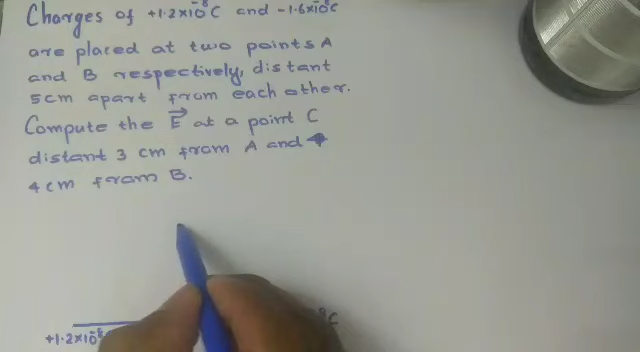 Charges of +1.2×10⁻⁸C and -1.6×10⁻⁸C
are placed at two points A
and B respectively, distant
5cm apart from each other.
Compute the E⃗ at a point C
distant 3 cm from A and
4cm from B.
+1.2×10⁻⁸ C